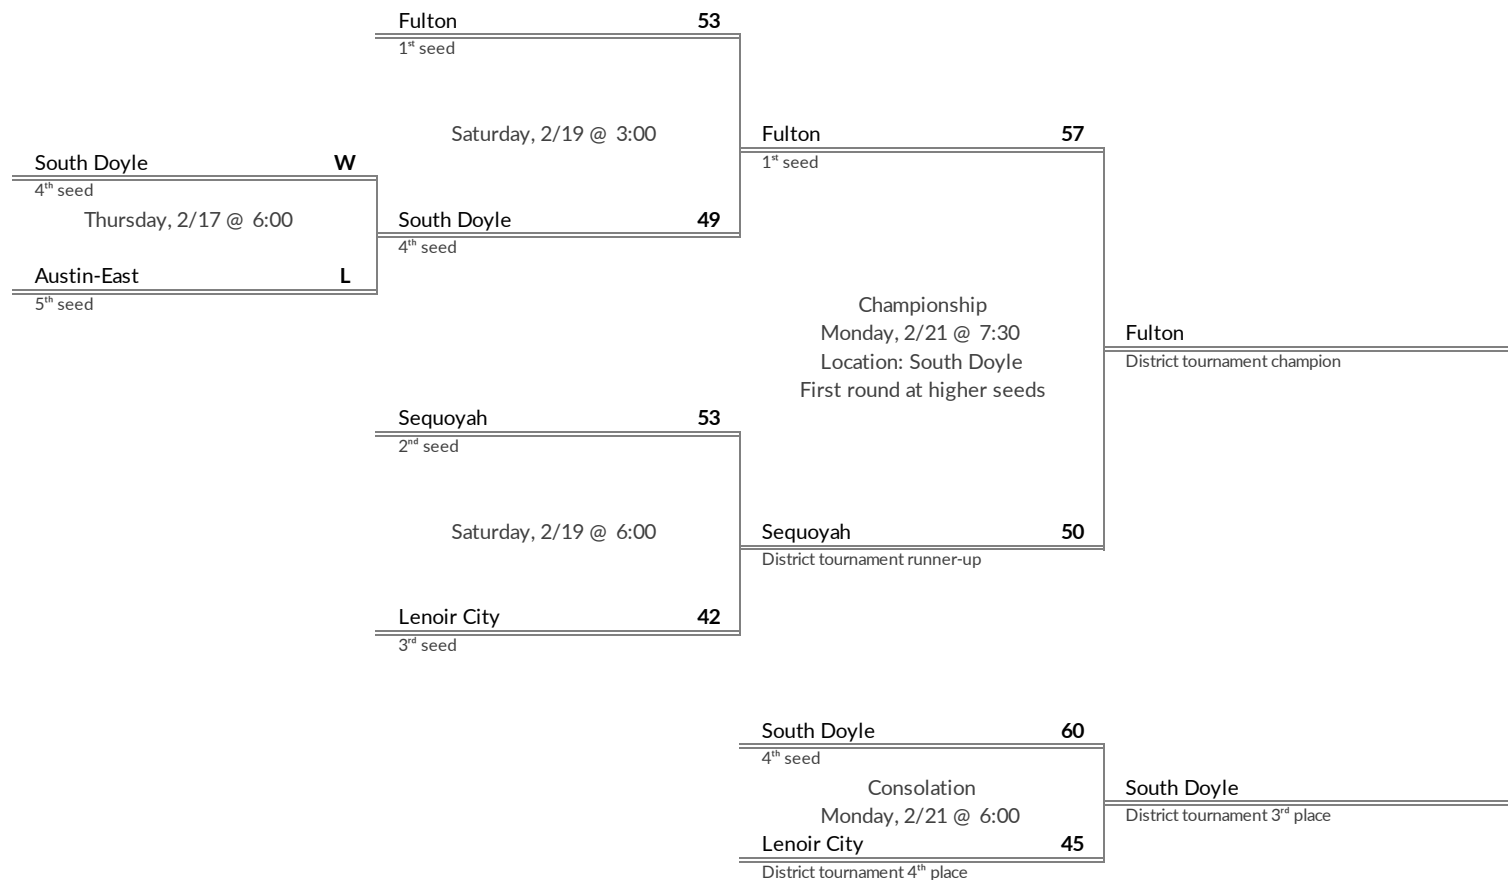 Fulton 53
1st seed
Saturday, 2/19 @ 3:00
Fulton 57
1st seed
South Doyle W
4th seed
Thursday, 2/17 @ 6:00
South Doyle 49
4th seed
Austin-East L
5th seed
Championship
Monday, 2/21 @ 7:30
Location: South Doyle
First round at higher seeds
Fulton
District tournament champion
Sequoyah 53
2nd seed
Saturday, 2/19 @ 6:00
Sequoyah 50
District tournament runner-up
Lenoir City 42
3rd seed
South Doyle 60
4th seed
Consolation
Monday, 2/21 @ 6:00
South Doyle
District tournament 3rd place
Lenoir City 45
District tournament 4th place